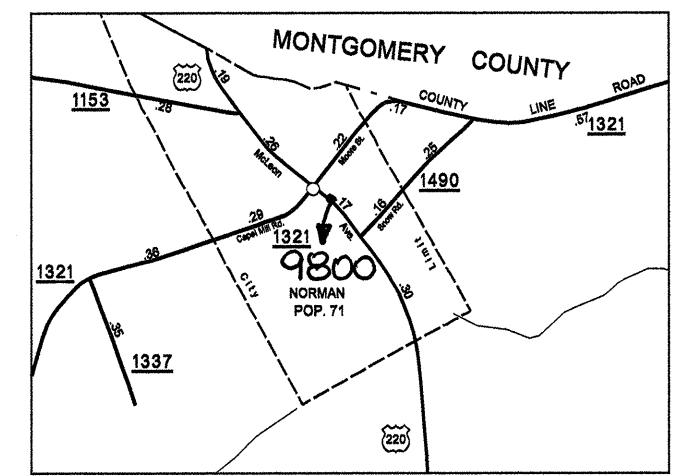 MONTGOMERY COUNTY
220
.19
1153
.28
.26
McLeon
.22
Moore St.
.17
COUNTY LINE ROAD
.57
1321
.25
1490
.16
Snow Rd.
.17
Ave.
.29
Capel Mill Rd.
1321
9800
NORMAN
POP. 71
City
Limit
.30
.36
1321
.35
1337
220